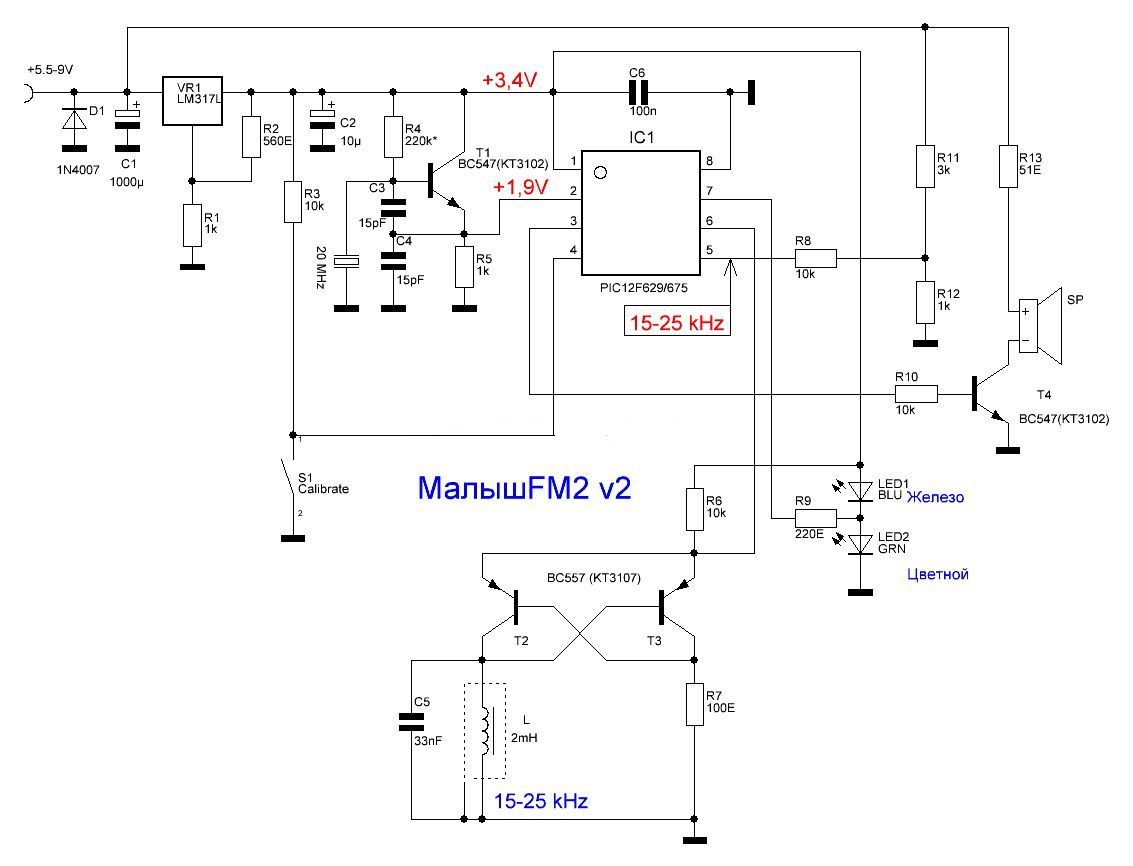 +5.5-9V
D1
1N4007
C1
1000µ
+
VR1
LM317L
R2
560E
R1
1k
R3
10k
+
C2
10µ
R4
220k*
T1
BC547(KT3102)
C3
15pF
C4
15pF
20 MHz
R5
1k
+3,4V
+1,9V
C6
100n
IC1
1
2
3
4
8
7
6
5
PIC12F629/675
15-25 kHz
R8
10k
R11
3k
R12
1k
R13
51E
SP
+
−
R10
10k
T4
BC547(KT3102)
1
S1
Calibrate
2
МалышFM2 v2
R6
10k
R9
220E
LED1
BLU
Железо
LED2
GRN
Цветной
BC557 (KT3107)
T2
T3
C5
33nF
L
2mH
R7
100E
15-25 kHz